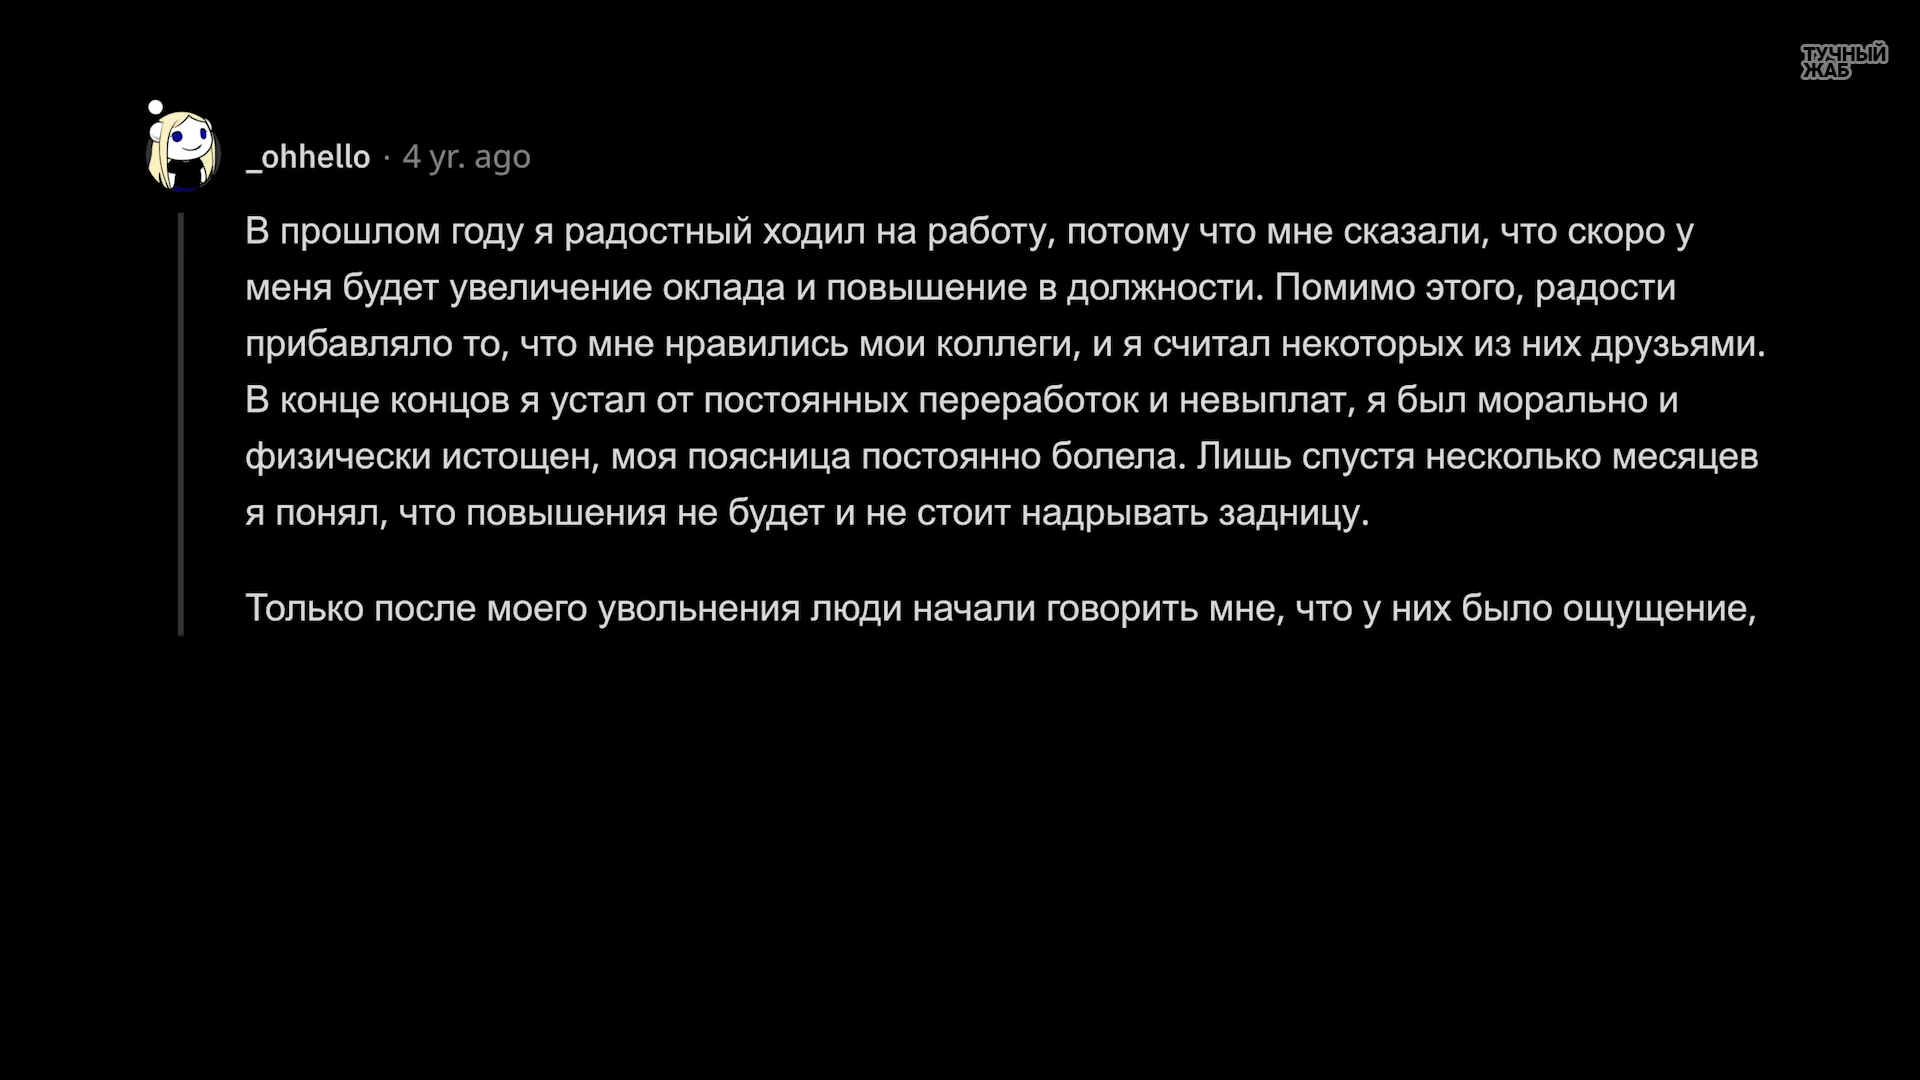 ТУЧНЫЙ
ЖАБ
_ohhello · 4 yr. ago
В прошлом году я радостный ходил на работу, потому что мне сказали, что скоро у
меня будет увеличение оклада и повышение в должности. Помимо этого, радости
прибавляло то, что мне нравились мои коллеги, и я считал некоторых из них друзьями.
В конце концов я устал от постоянных переработок и невыплат, я был морально и
физически истощен, моя поясница постоянно болела. Лишь спустя несколько месяцев
я понял, что повышения не будет и не стоит надрывать задницу.
Только после моего увольнения люди начали говорить мне, что у них было ощущение,